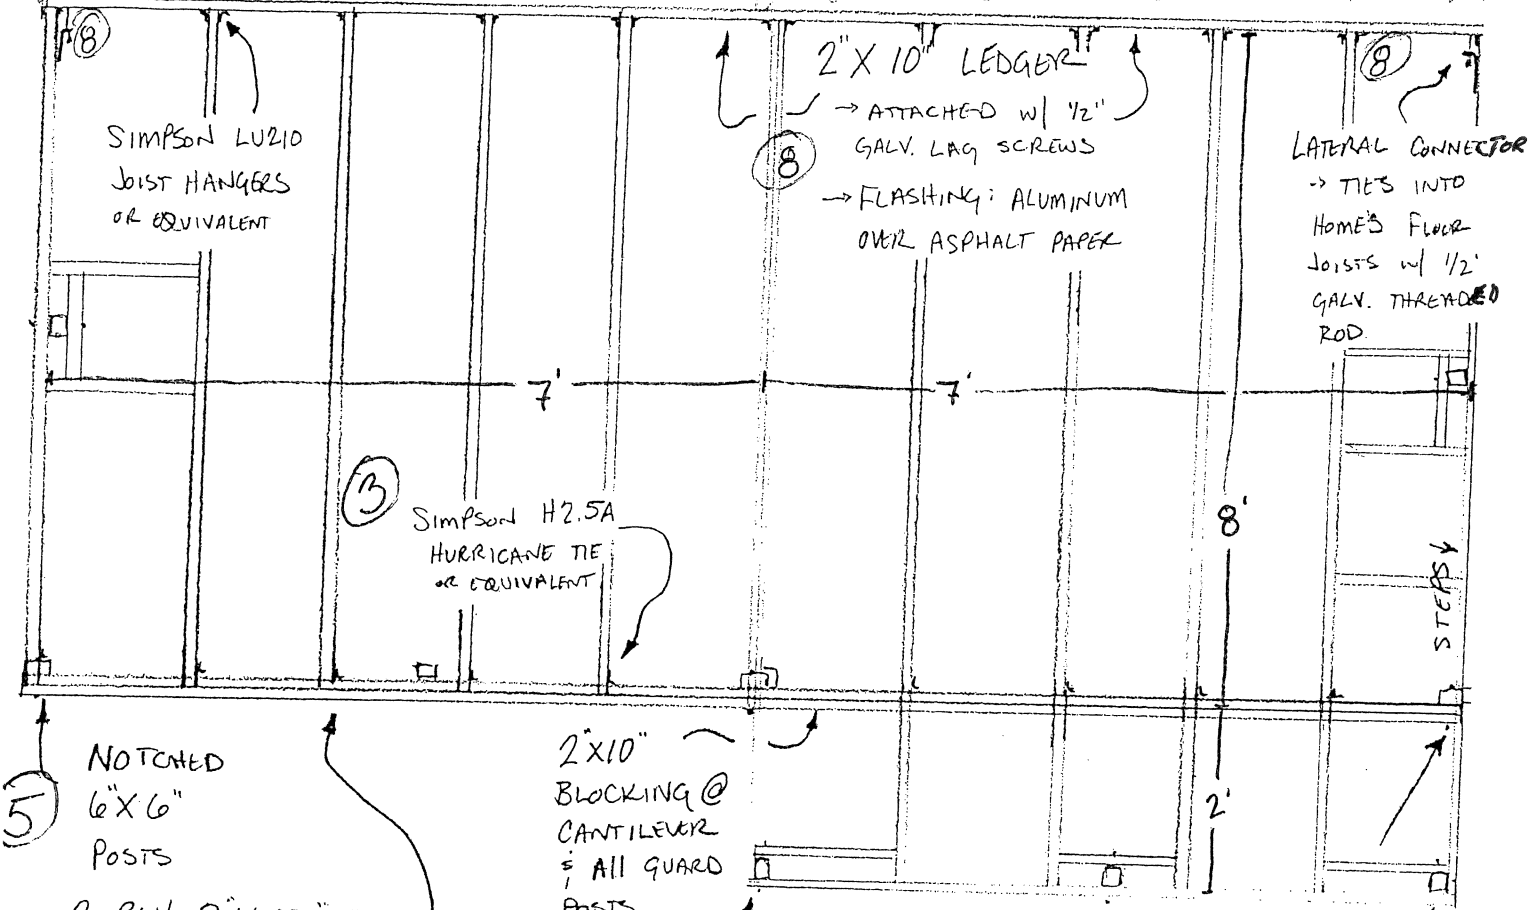 8
SIMPSON LU210
JOIST HANGERS
OR EQUIVALENT
2" X 10" LEDGER
→ ATTACHED W/ 1/2"
GALV. LAG SCREWS
→ FLASHING: ALUMINUM
OVER ASPHALT PAPER
8
8
LATERAL CONNECTOR
→ TIES INTO
HOME'S FLOOR
JOISTS W/ 1/2'
GALV. THREADED
ROD.
7'
7'
3
SIMPSON H2.5A
HURRICANE TIE
OR EQUIVALENT
8'
STEPS
5
NOTCHED
6"X6"
POSTS
2"X10"
BLOCKING @
CANTILEVER
& All GUARD
POSTS
2'